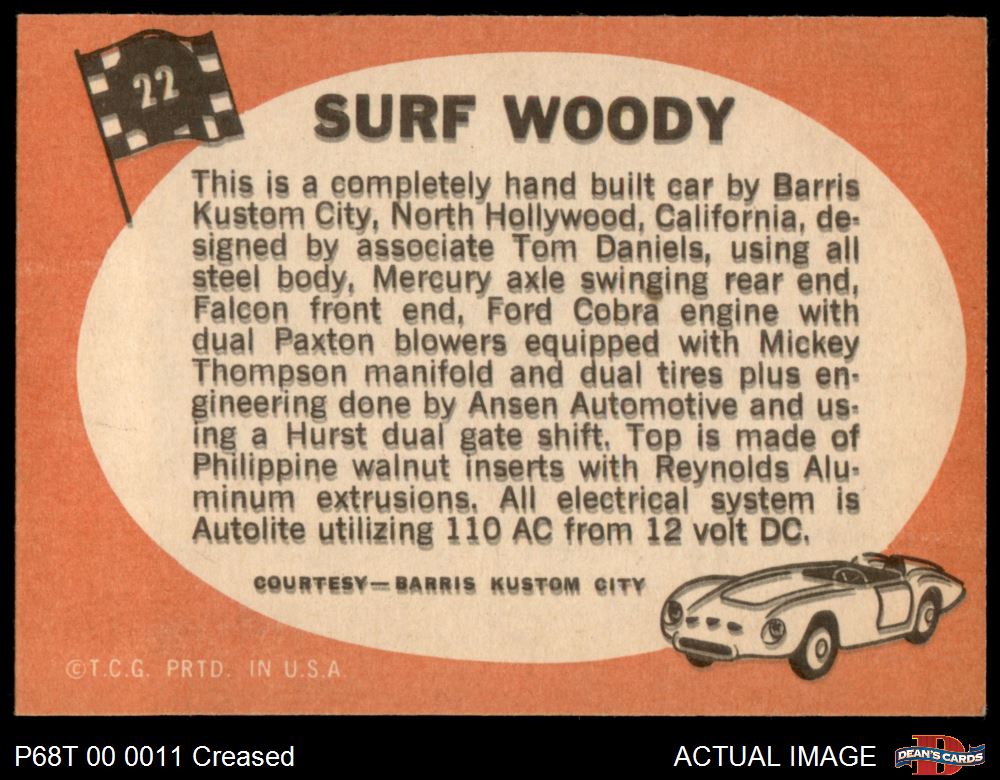 22
SURF WOODY
This is a completely hand built car by Barris
Kustom City, North Hollywood, California, de-
signed by associate Tom Daniels, using all
steel body, Mercury axle swinging rear end,
Falcon front end, Ford Cobra engine with
dual Paxton blowers equipped with Mickey
Thompson manifold and dual tires plus en-
gineering done by Ansen Automotive and us-
ing a Hurst dual gate shift. Top is made of
Philippine walnut inserts with Reynolds Alu-
minum extrusions. All electrical system is
Autolite utilizing 110 AC from 12 volt DC.
COURTESY—BARRIS KUSTOM CITY
©T.C.G. PRTD. IN U.S.A.
P68T 00 0011 Creased
ACTUAL IMAGE
D
DEAN'S CARDS